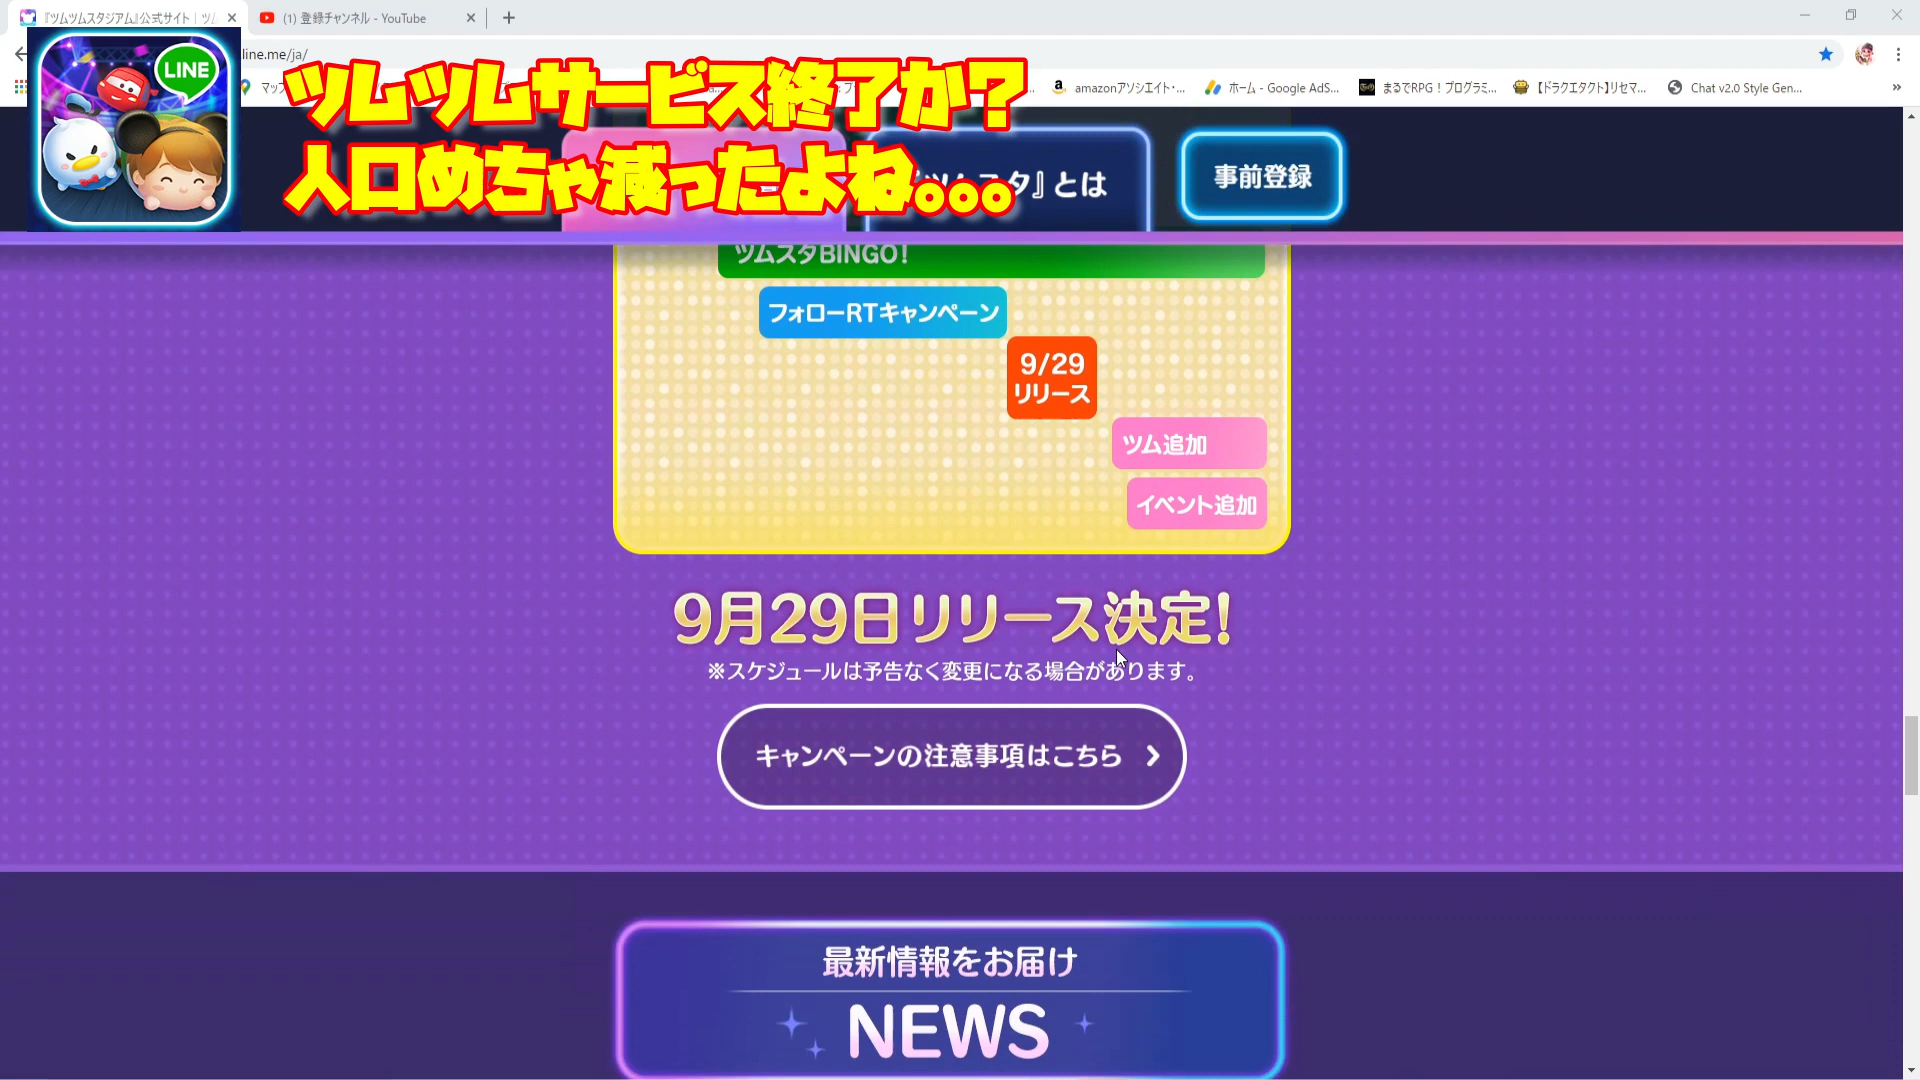 『ツムツムスタジアム』公式サイト｜ツム
(1) 登録チャンネル - YouTube
line.me/ja/
LINE
amazonアソシエイト・...
ホーム - Google AdS...
まるでRPG！プログラミ...
【ドラクエタクト】リセマ...
Chat v2.0 Style Gen...
ツムツムサービス終了か？
人口めちゃ減ったよね。。。
スタ』とは
事前登録
ツムスタBINGO!
フォローRTキャンペーン
9/29
リリース
ツム追加
イベント追加
9月29日リリース決定!
※スケジュールは予告なく変更になる場合があります。
キャンペーンの注意事項はこちら
最新情報をお届け
NEWS